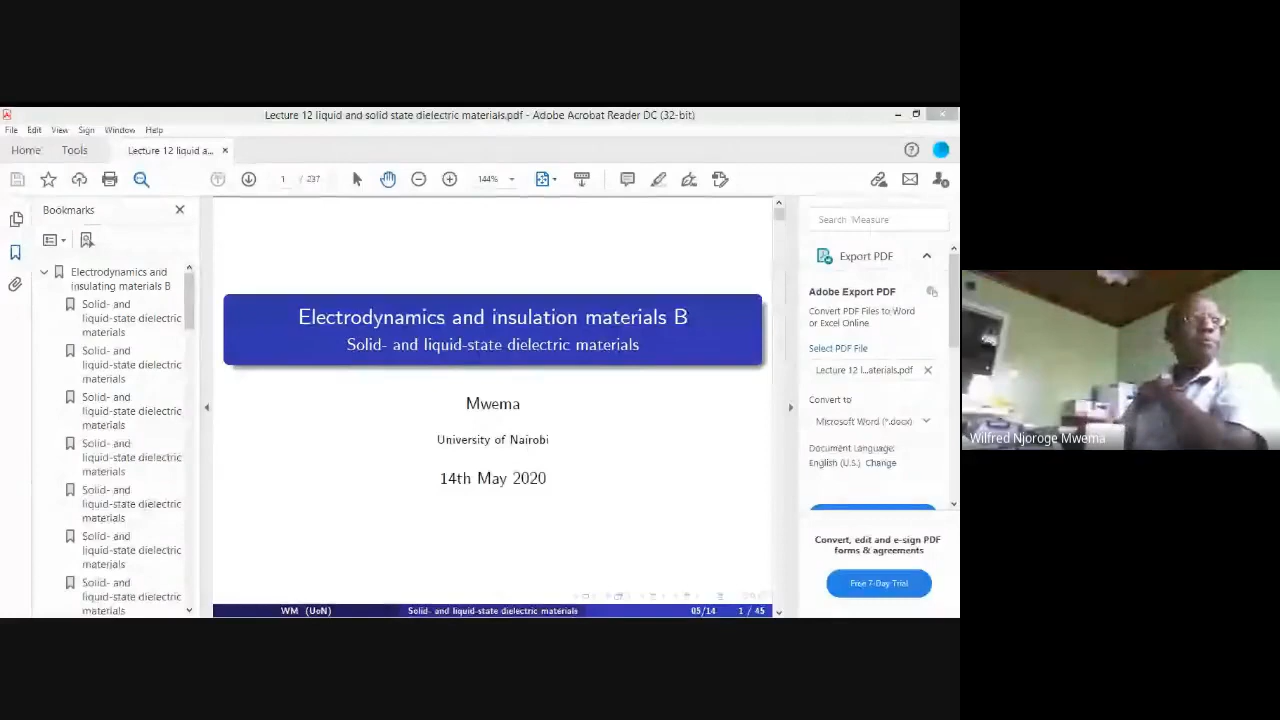 Lecture 12 liquid and solid state dielectric materials.pdf - Adobe Acrobat Reader DC (32-bit)
File Edit View Sign Window Help
Home Tools Lecture 12 liquid a...
1 / 237 144%
Bookmarks
Electrodynamics and
insulating materials B
Solid- and
liquid-state dielectric
materials
Solid- and
liquid-state dielectric
materials
Solid- and
liquid-state dielectric
materials
Solid- and
liquid-state dielectric
materials
Solid- and
liquid-state dielectric
materials
Solid- and
liquid-state dielectric
materials
Solid- and
liquid-state dielectric
materials
Electrodynamics and insulation materials B
Solid- and liquid-state dielectric materials
Mwema
University of Nairobi
14th May 2020
WM (UoN) Solid- and liquid-state dielectric materials 05/14 1 / 45
Search 'Measure
Export PDF
Adobe Export PDF
Convert PDF Files to Word
or Excel Online
Select PDF File
Lecture 12 l...aterials.pdf
Convert to
Microsoft Word (*.docx)
Document Language:
English (U.S.) Change
Convert, edit and e-sign PDF
forms & agreements
Free 7-Day Trial
Wilfred Njoroge Mwema